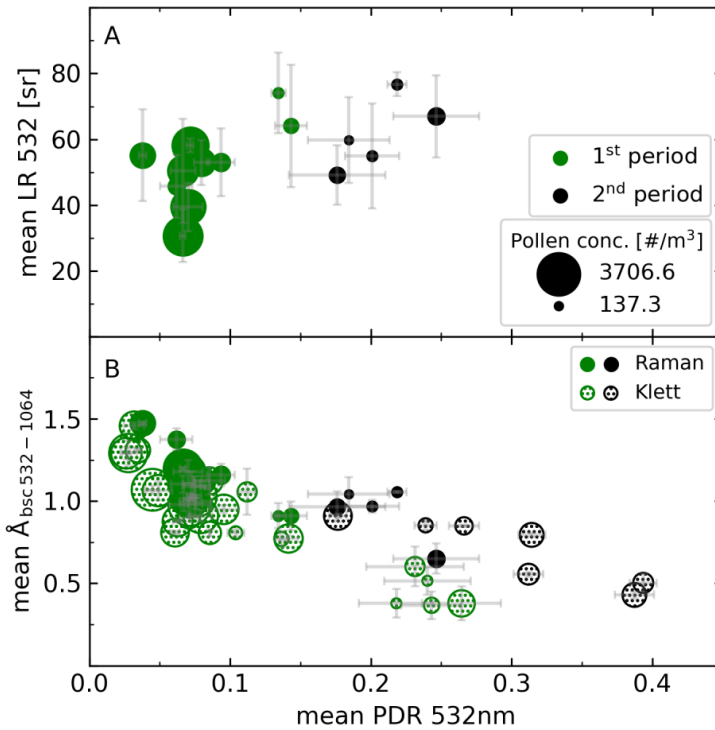 A
mean LR 532 [sr]
80
60
40
20
1st period
2nd period
Pollen conc. [#/m3]
3706.6
137.3
B
mean Åbsc 532−1064
1.5
1.0
0.5
Raman
Klett
0.0 0.1 0.2 0.3 0.4
mean PDR 532nm